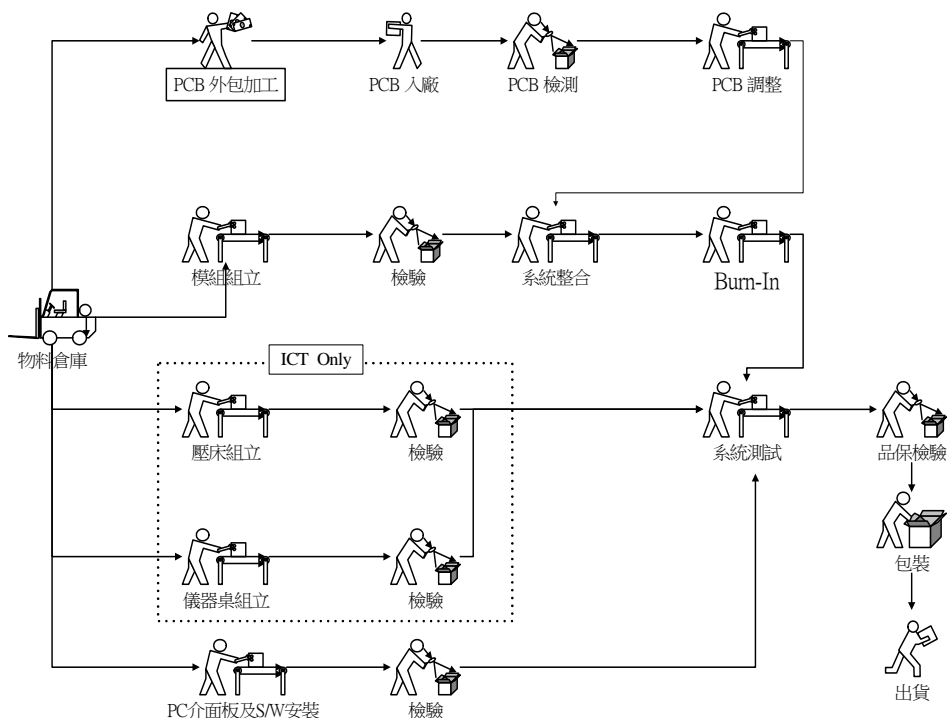 PCB 外包加工
PCB 入廠
PCB 檢測
PCB 調整
模組組立
檢驗
系統整合
Burn-In
物料倉庫
ICT Only
壓床組立
檢驗
系統測試
品保檢驗
儀器桌組立
檢驗
包裝
PC介面板及S/W安裝
檢驗
出貨